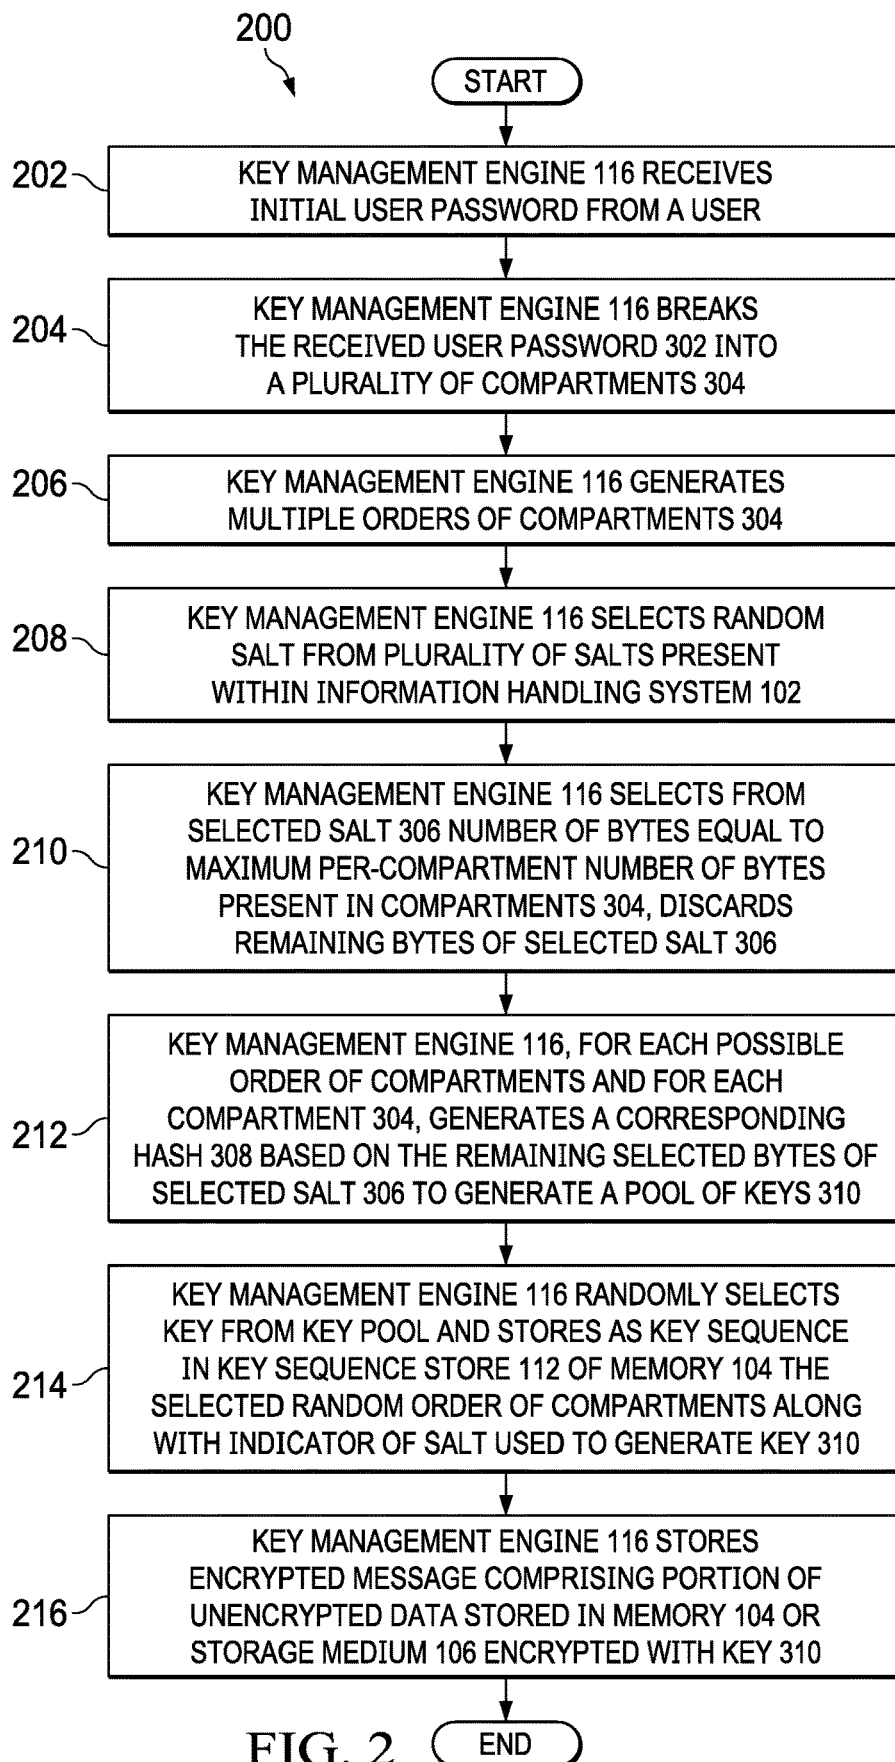 200
START
202
KEY MANAGEMENT ENGINE 116 RECEIVES
INITIAL USER PASSWORD FROM A USER
204
KEY MANAGEMENT ENGINE 116 BREAKS
THE RECEIVED USER PASSWORD 302 INTO
A PLURALITY OF COMPARTMENTS 304
206
KEY MANAGEMENT ENGINE 116 GENERATES
MULTIPLE ORDERS OF COMPARTMENTS 304
208
KEY MANAGEMENT ENGINE 116 SELECTS RANDOM
SALT FROM PLURALITY OF SALTS PRESENT
WITHIN INFORMATION HANDLING SYSTEM 102
210
KEY MANAGEMENT ENGINE 116 SELECTS FROM
SELECTED SALT 306 NUMBER OF BYTES EQUAL TO
MAXIMUM PER-COMPARTMENT NUMBER OF BYTES
PRESENT IN COMPARTMENTS 304, DISCARDS
REMAINING BYTES OF SELECTED SALT 306
212
KEY MANAGEMENT ENGINE 116, FOR EACH POSSIBLE
ORDER OF COMPARTMENTS AND FOR EACH
COMPARTMENT 304, GENERATES A CORRESPONDING
HASH 308 BASED ON THE REMAINING SELECTED BYTES OF
SELECTED SALT 306 TO GENERATE A POOL OF KEYS 310
214
KEY MANAGEMENT ENGINE 116 RANDOMLY SELECTS
KEY FROM KEY POOL AND STORES AS KEY SEQUENCE
IN KEY SEQUENCE STORE 112 OF MEMORY 104 THE
SELECTED RANDOM ORDER OF COMPARTMENTS ALONG
WITH INDICATOR OF SALT USED TO GENERATE KEY 310
216
KEY MANAGEMENT ENGINE 116 STORES
ENCRYPTED MESSAGE COMPRISING PORTION OF
UNENCRYPTED DATA STORED IN MEMORY 104 OR
STORAGE MEDIUM 106 ENCRYPTED WITH KEY 310
FIG. 2
END